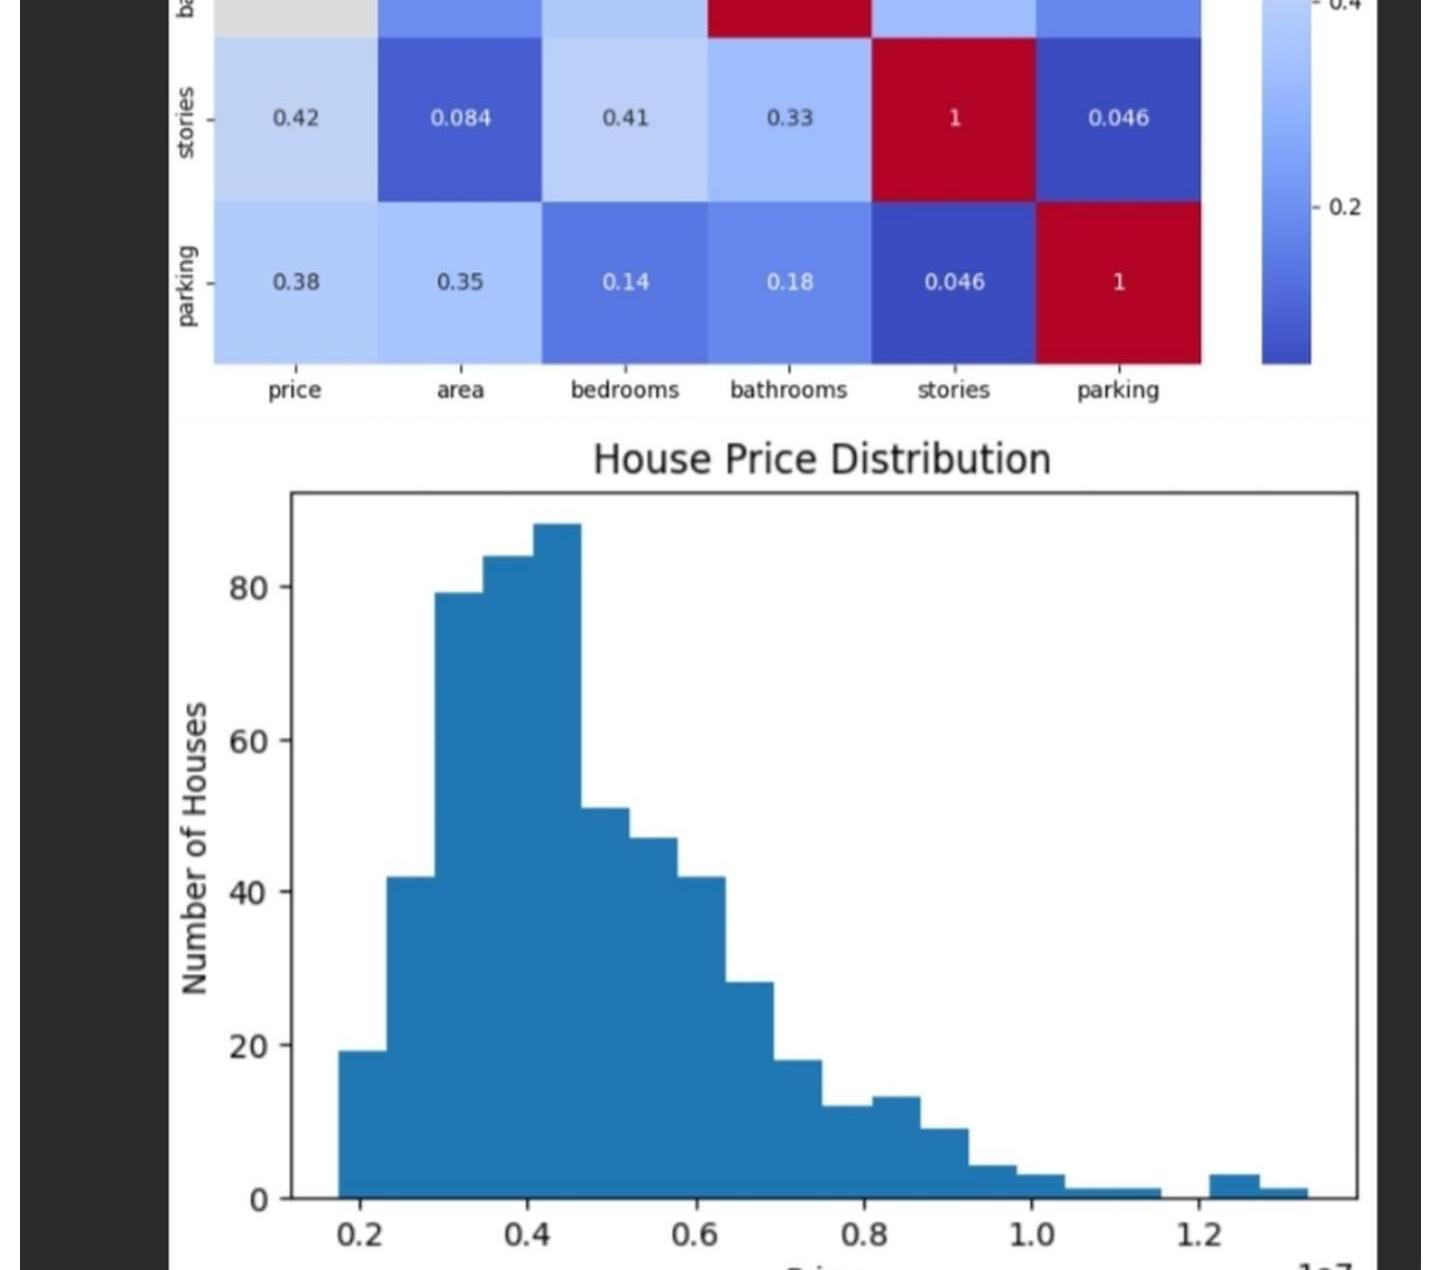 0.4
stories
0.42 0.084 0.41 0.33 1 0.046
0.2
parking
0.38 0.35 0.14 0.18 0.046 1
price area bedrooms bathrooms stories parking
House Price Distribution
80
60
Number of Houses
40
20
0
0.2 0.4 0.6 0.8 1.0 1.2